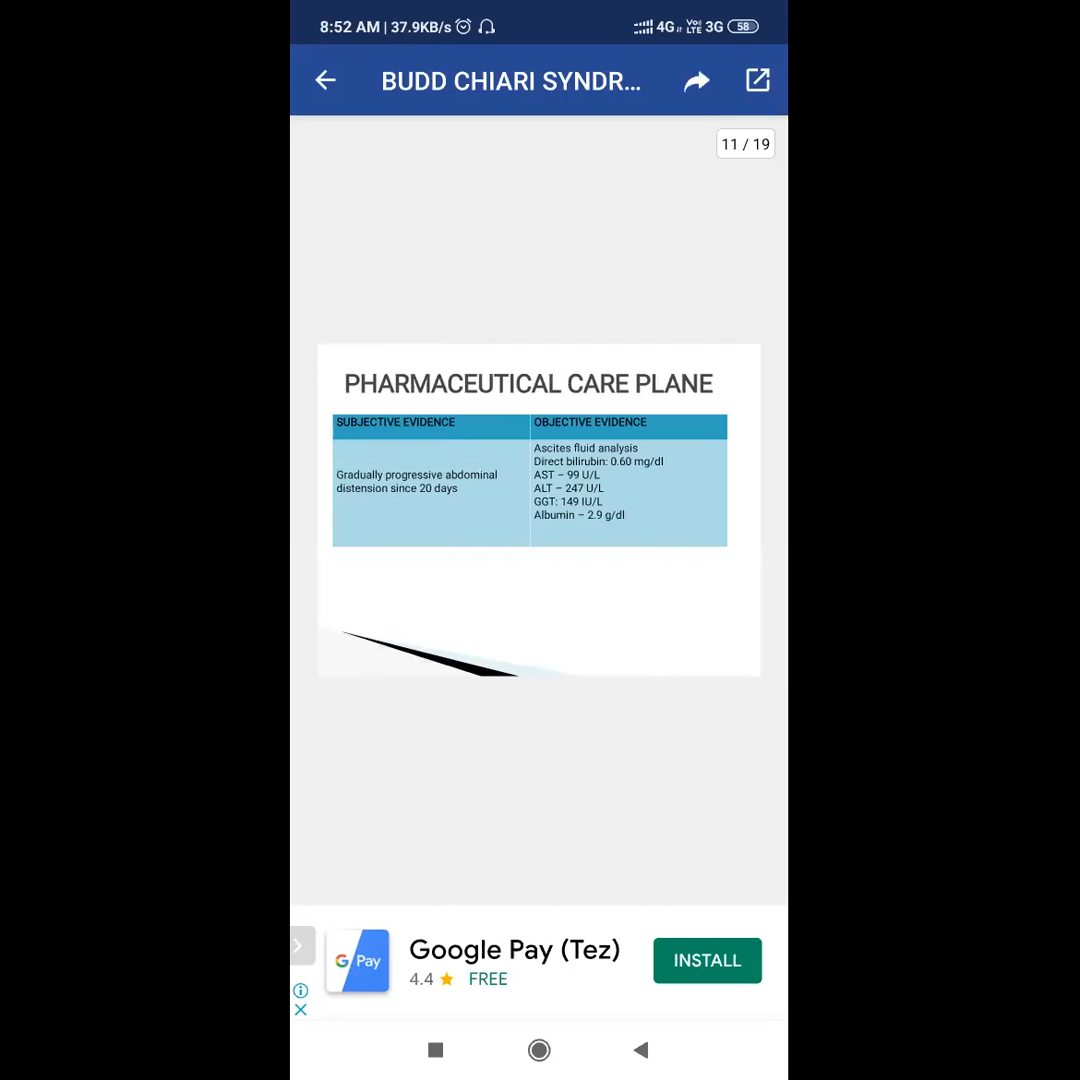 8:52 AM | 37.9KB/s 4G Vo LTE 3G 58
BUDD CHIARI SYNDR...
11 / 19
PHARMACEUTICAL CARE PLANE
SUBJECTIVE EVIDENCE OBJECTIVE EVIDENCE
Ascites fluid analysis
Direct bilirubin: 0.60 mg/dl
Gradually progressive abdominal AST – 99 U/L
distension since 20 days ALT – 247 U/L
GGT: 149 IU/L
Albumin – 2.9 g/dl
G Pay Google Pay (Tez) INSTALL
4.4 FREE